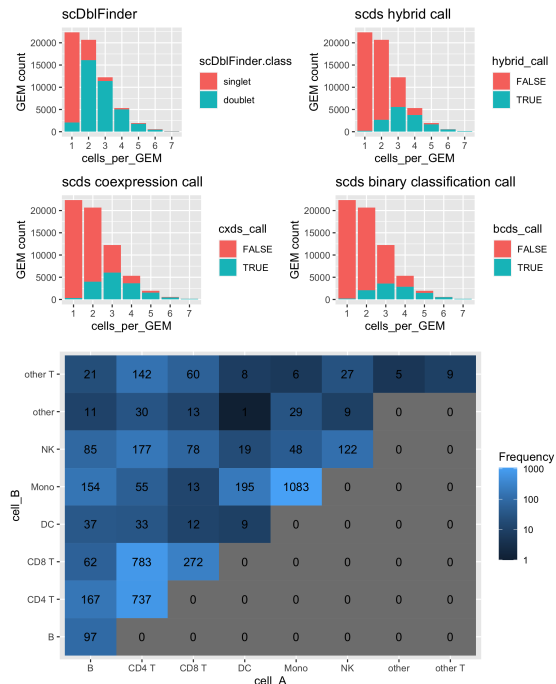 scDblFinder
20000
15000
10000
5000
0
GEM count
1 2 3 4 5 6 7
cells_per_GEM
scDblFinder.class
singlet
doublet
scds hybrid call
20000
15000
10000
5000
0
GEM count
1 2 3 4 5 6 7
cells_per_GEM
hybrid_call
FALSE
TRUE
scds coexpression call
20000
15000
10000
5000
0
GEM count
1 2 3 4 5 6 7
cells_per_GEM
cxds_call
FALSE
TRUE
scds binary classification call
20000
15000
10000
5000
0
GEM count
1 2 3 4 5 6 7
cells_per_GEM
bcds_call
FALSE
TRUE
cell_B
other T 21 142 60 8 6 27 5 9
other 11 30 13 1 29 9 0 0
NK 85 177 78 19 48 122 0 0
Mono 154 55 13 195 1083 0 0 0
DC 37 33 12 9 0 0 0 0
CD8 T 62 783 272 0 0 0 0 0
CD4 T 167 737 0 0 0 0 0 0
B 97 0 0 0 0 0 0 0
B CD4 T CD8 T DC Mono NK other other T
cell_A
Frequency
1000
100
10
1